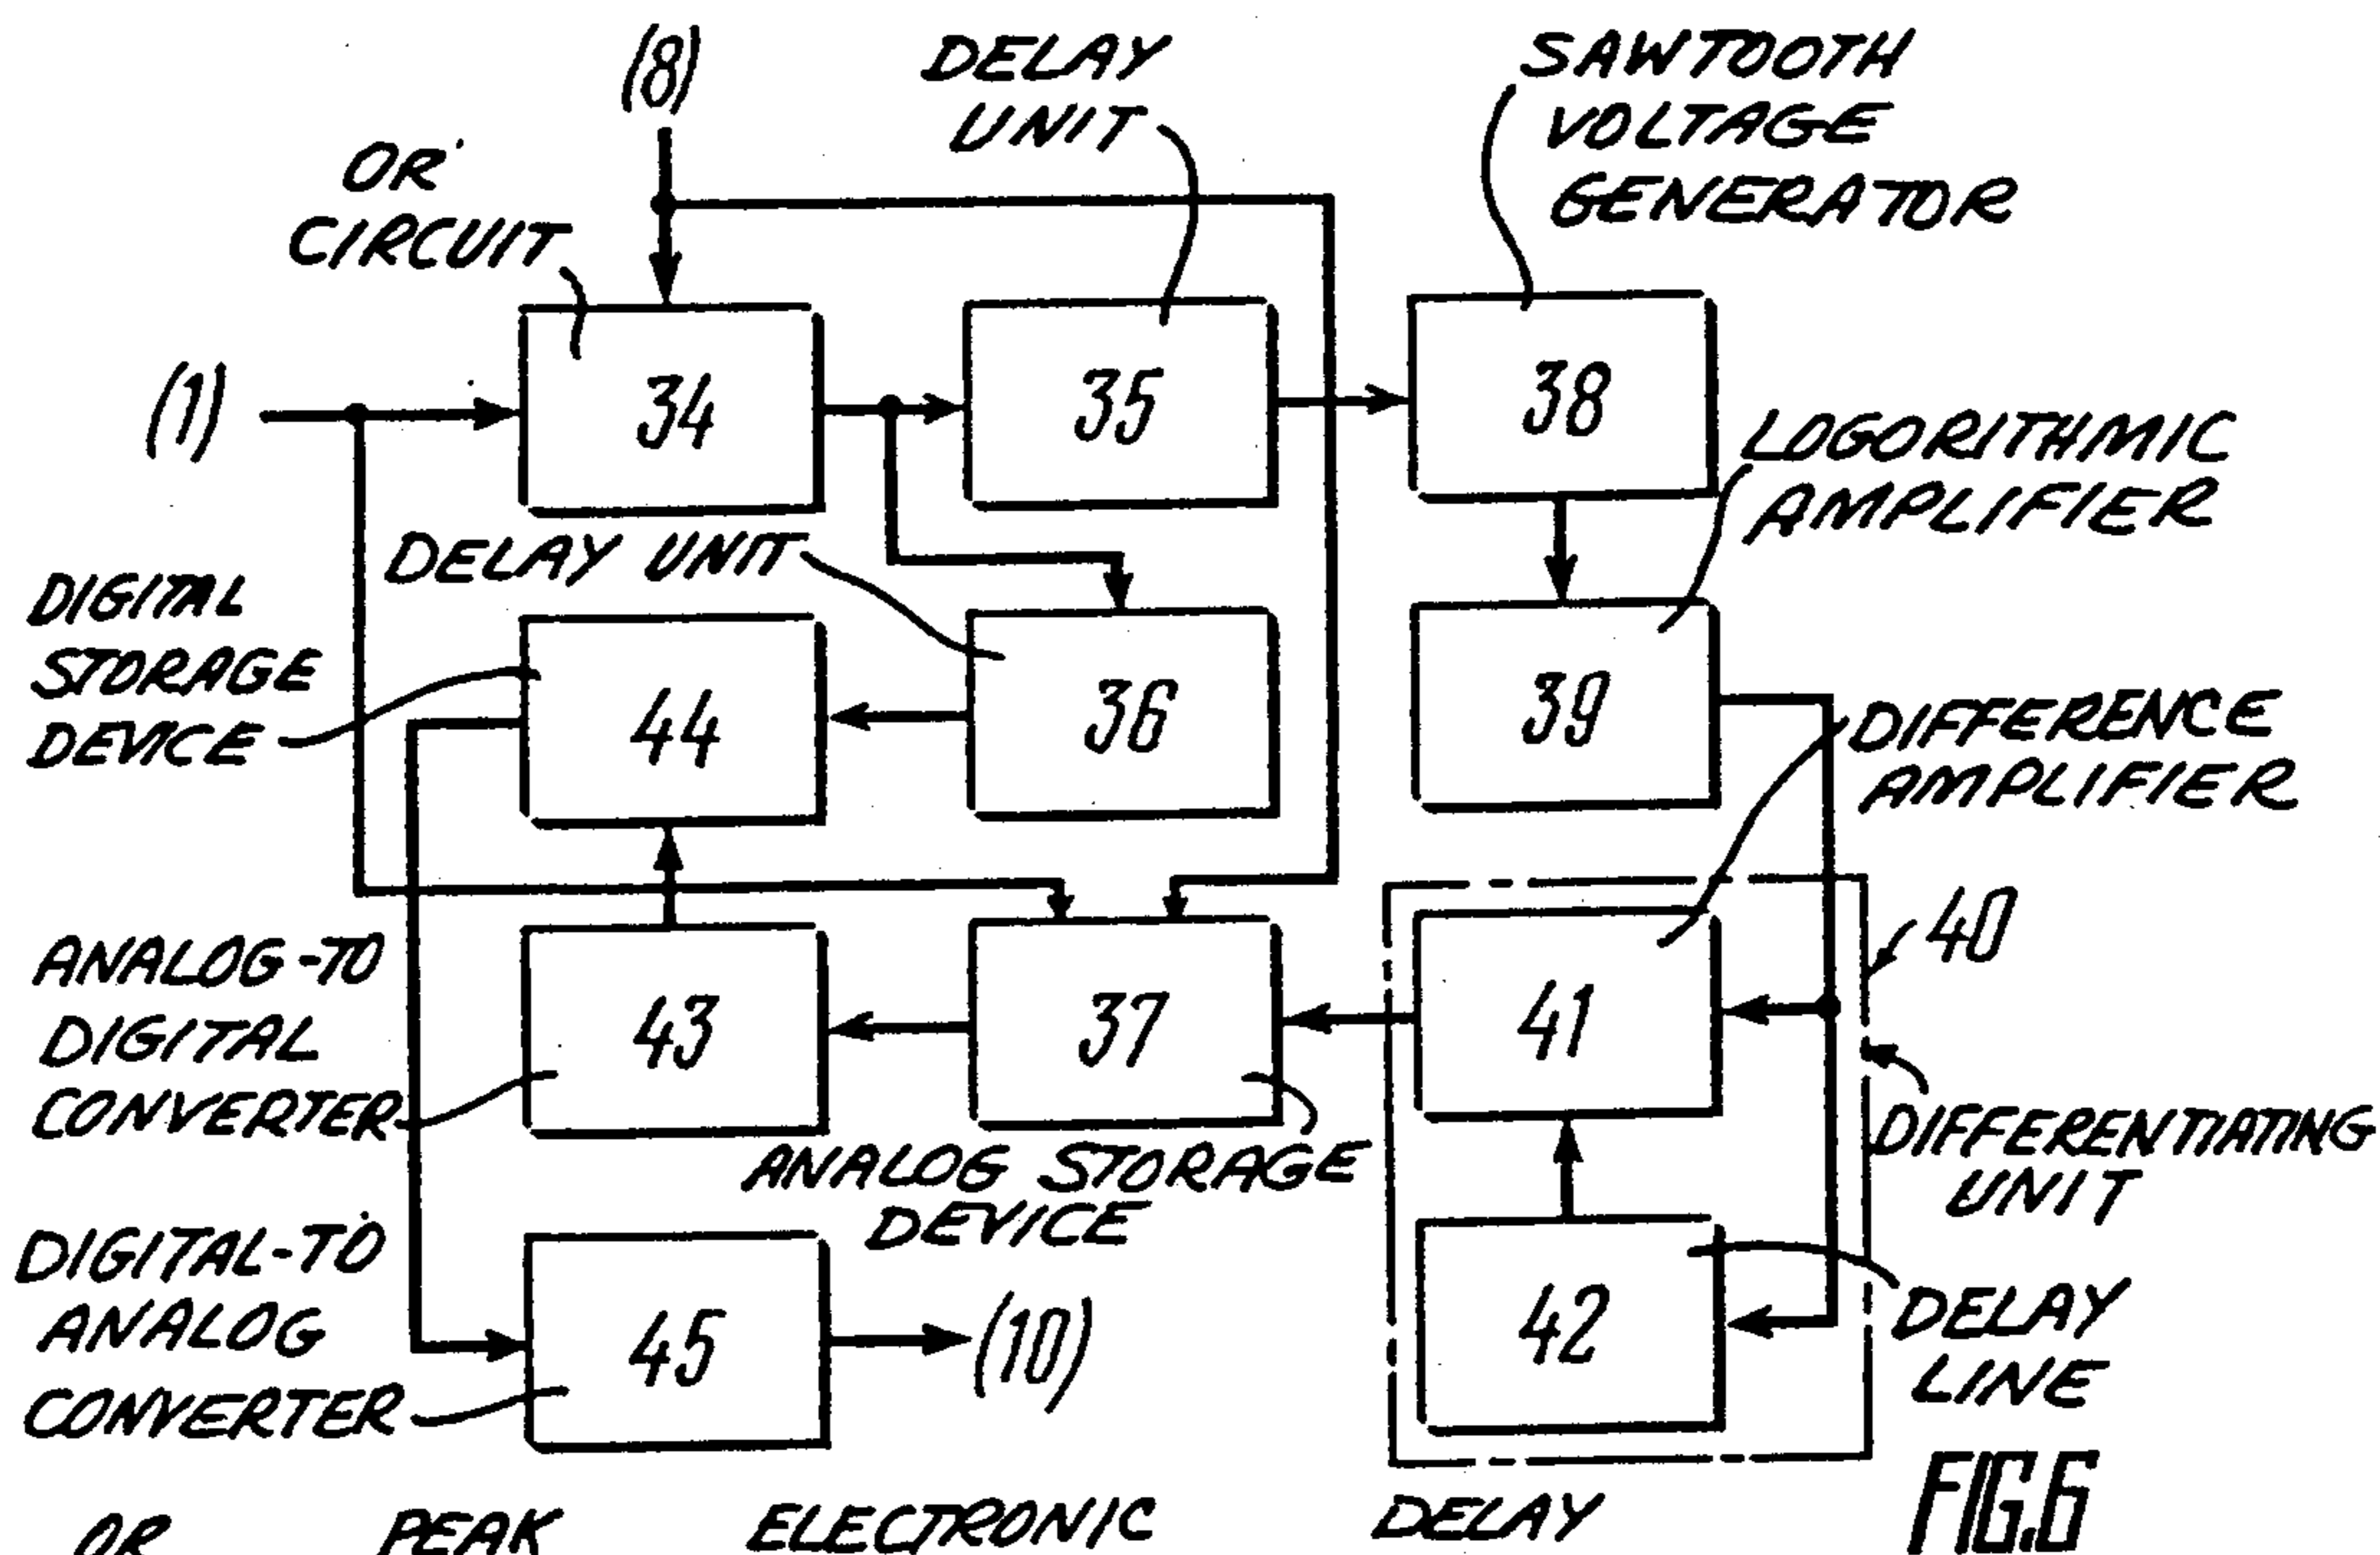 (8)
DELAY
UNIT
SAWTOOTH
VOLTAGE
GENERATOR
OR
CIRCUIT
(1)
34
35
38
LOGORITHMIC
AMPLIFIER
DELAY UNIT
DIGITAL
STORAGE
DEVICE
44
36
39
DIFFERENCE
AMPLIFIER
40
ANALOG-TO
DIGITAL
CONVERTER
43
37
41
DIFFERENTIATING
UNIT
ANALOG STORAGE
DEVICE
DIGITAL-TO
ANALOG
CONVERTER
45
(10)
42
DELAY
LINE
FIG.6
OR
PEAK
ELECTRONIC
DELAY